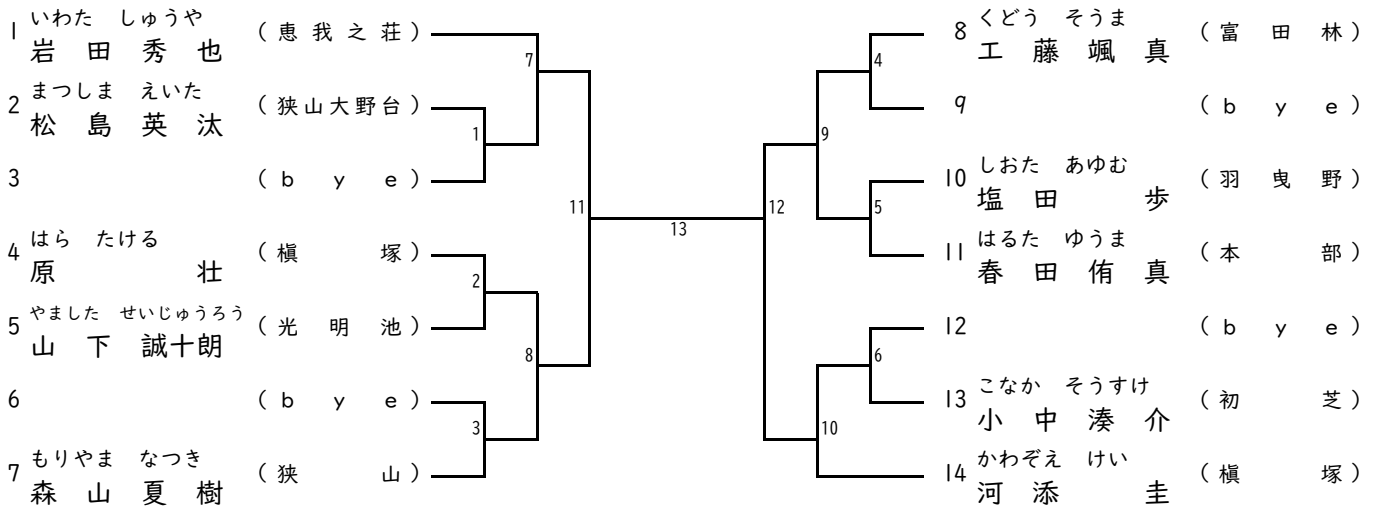 いわた しゅうや
1 岩田秀也 (恵我之荘)
まつしま えいた
2 松島英汰 (狭山大野台)
3 (bye)
はら たける
4 原壮 (槇塚)
やました せいじゅうろう
5 山下誠十朗 (光明池)
6 (bye)
もりやま なつき
7 森山夏樹 (狭山)
7
1
11
2
8
3
13
4
9
12
5
6
10
くどう そうま
8 工藤颯真 (富田林)
9 (bye)
しおた あゆむ
10 塩田歩 (羽曳野)
はるた ゆうま
11 春田侑真 (本部)
12 (bye)
こなか そうすけ
13 小中湊介 (初芝)
かわぞえ けい
14 河添圭 (槇塚)